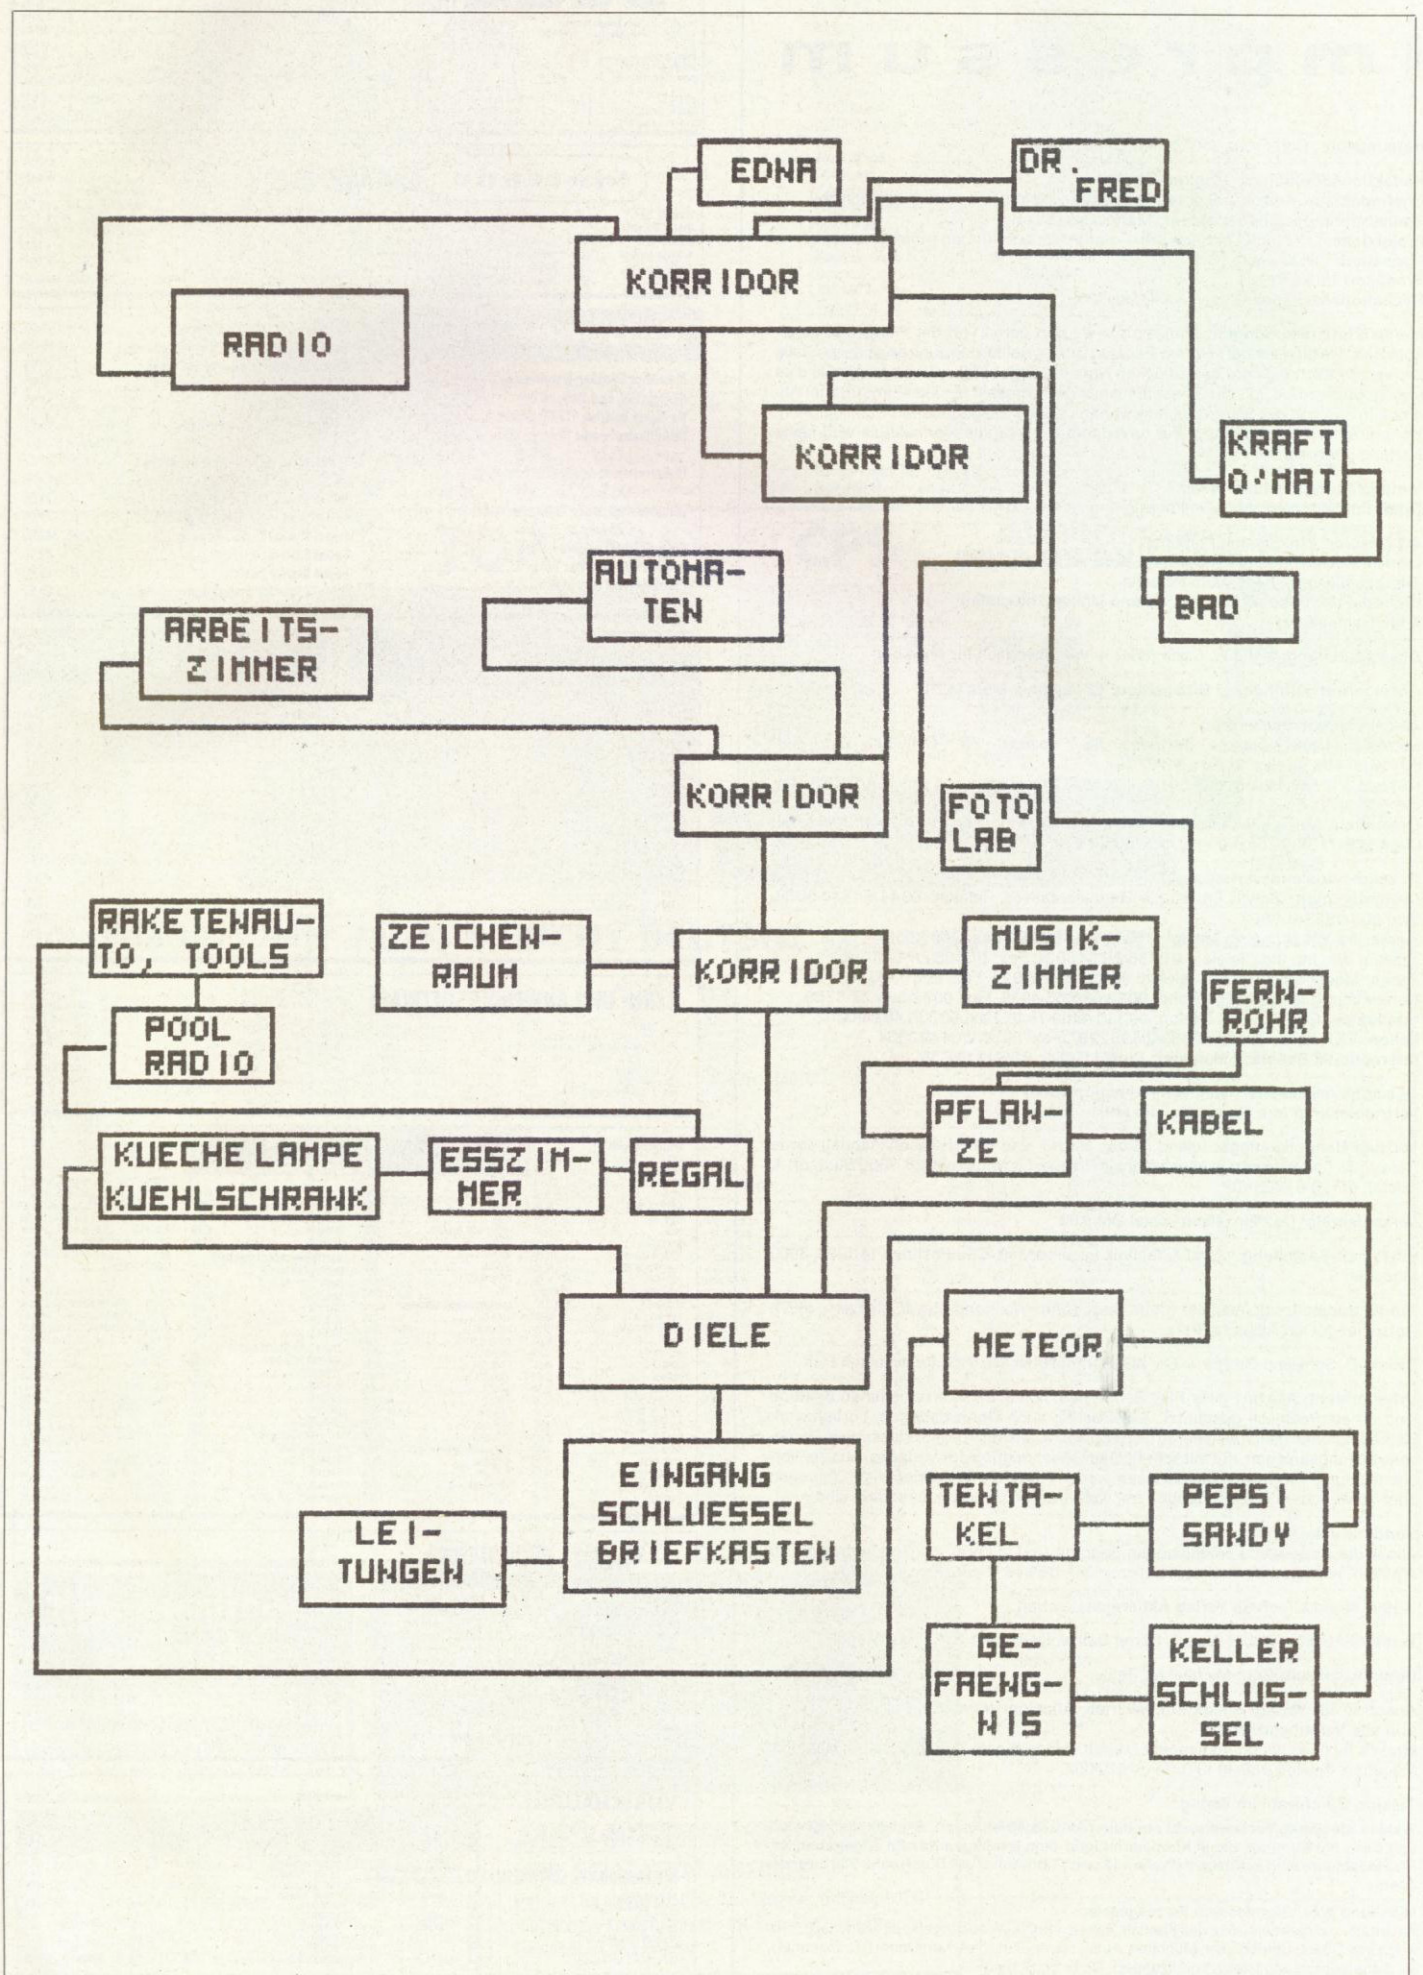 EDNA
DR.
FRED
KORRIDOR
RADIO
KORRIDOR
KRAFT
O'MAT
AUTOMA-
TEN
BAD
ARBEITS-
ZIMMER
KORRIDOR
FOTO
LAB
RAKETENAU-
TO, TOOLS
ZEICHEN-
RAUM
KORRIDOR
MUSIK-
ZIMMER
FERN-
ROHR
POOL
RADIO
PFLAN-
ZE
KABEL
KUECHE LAMPE
KUEHLSCHRANK
ESSZIM-
MER
REGAL
DIELE
METEOR
EINGANG
SCHLUESSEL
BRIEFKASTEN
LEI-
TUNGEN
TENTA-
KEL
PEPSI
SANDY
GE-
FAENG-
NIS
KELLER
SCHLUS-
SEL